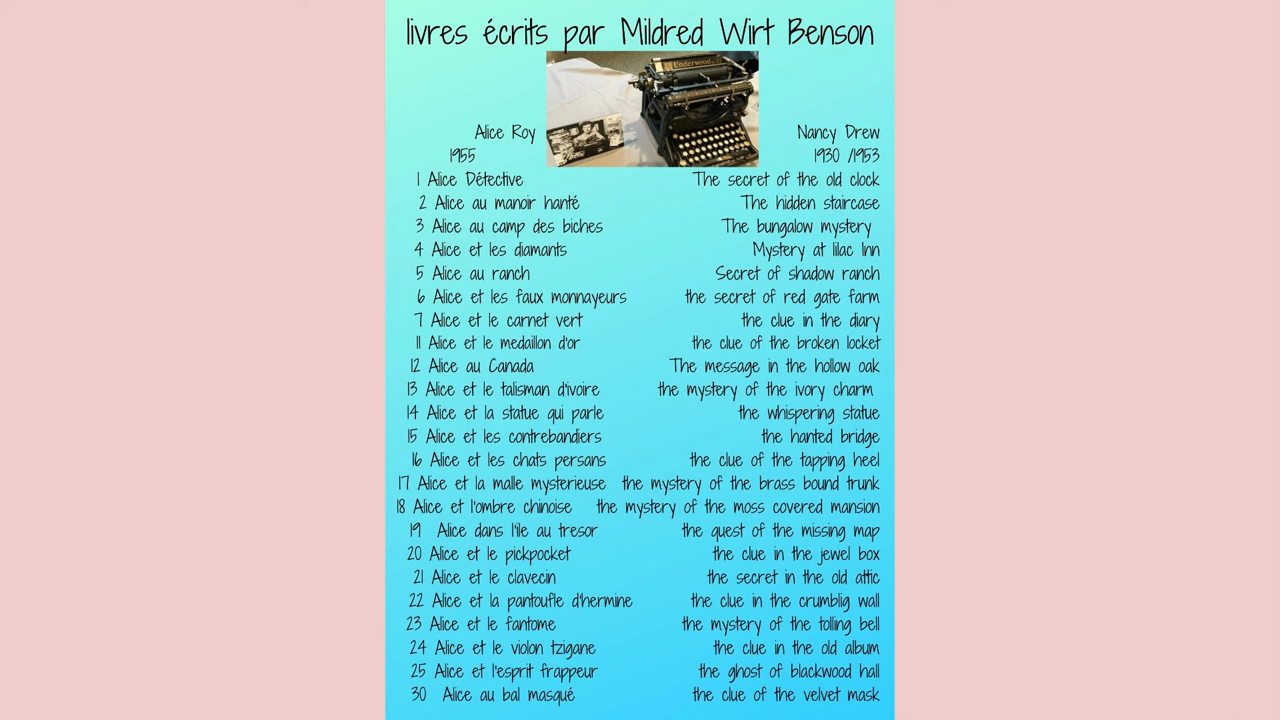 livres écrits par Mildred Wirt Benson
Underwood
Alice Roy Nancy Drew
1955 1930 /1953
1 Alice Détective The secret of the old clock
2 Alice au manoir hanté The hidden staircase
3 Alice au camp des biches The bungalow mystery
4 Alice et les diamants Mystery at lilac Inn
5 Alice au ranch Secret of shadow ranch
6 Alice et les faux monnayeurs the secret of red gate farm
7 Alice et le carnet vert the clue in the diary
11 Alice et le medaillon d'or the clue of the broken locket
12 Alice au Canada The message in the hollow oak
13 Alice et le talisman d'ivoire the mystery of the ivory charm
14 Alice et la statue qui parle the whispering statue
15 Alice et les contrebandiers the hanted bridge
16 Alice et les chats persans the clue of the tapping heel
17 Alice et la malle mysterieuse the mystery of the brass bound trunk
18 Alice et l'ombre chinoise the mystery of the moss covered mansion
19 Alice dans l'ile au tresor the quest of the missing map
20 Alice et le pickpocket the clue in the jewel box
21 Alice et le clavecin the secret in the old attic
22 Alice et la pantoufle d'hermine the clue in the crumblig wall
23 Alice et le fantome the mystery of the tolling bell
24 Alice et le violon tzigane the clue in the old album
25 Alice et l'esprit frappeur the ghost of blackwood hall
30 Alice au bal masqué the clue of the velvet mask